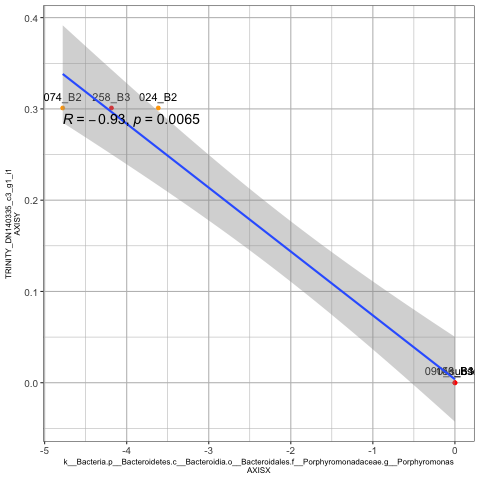 0.4
0.3
0.2
0.1
0.0
TRINITY_DN140335_c3_g1_i1
AXISY
074_B2 258_B3 024_B2
R = −0.93, p = 0.0065
-5 -4 -3 -2 -1 0
k__Bacteria.p__Bacteroidetes.c__Bacteroidia.o__Bacteroidales.f__Porphyromonadaceae.g__Porphyromonas
AXISX